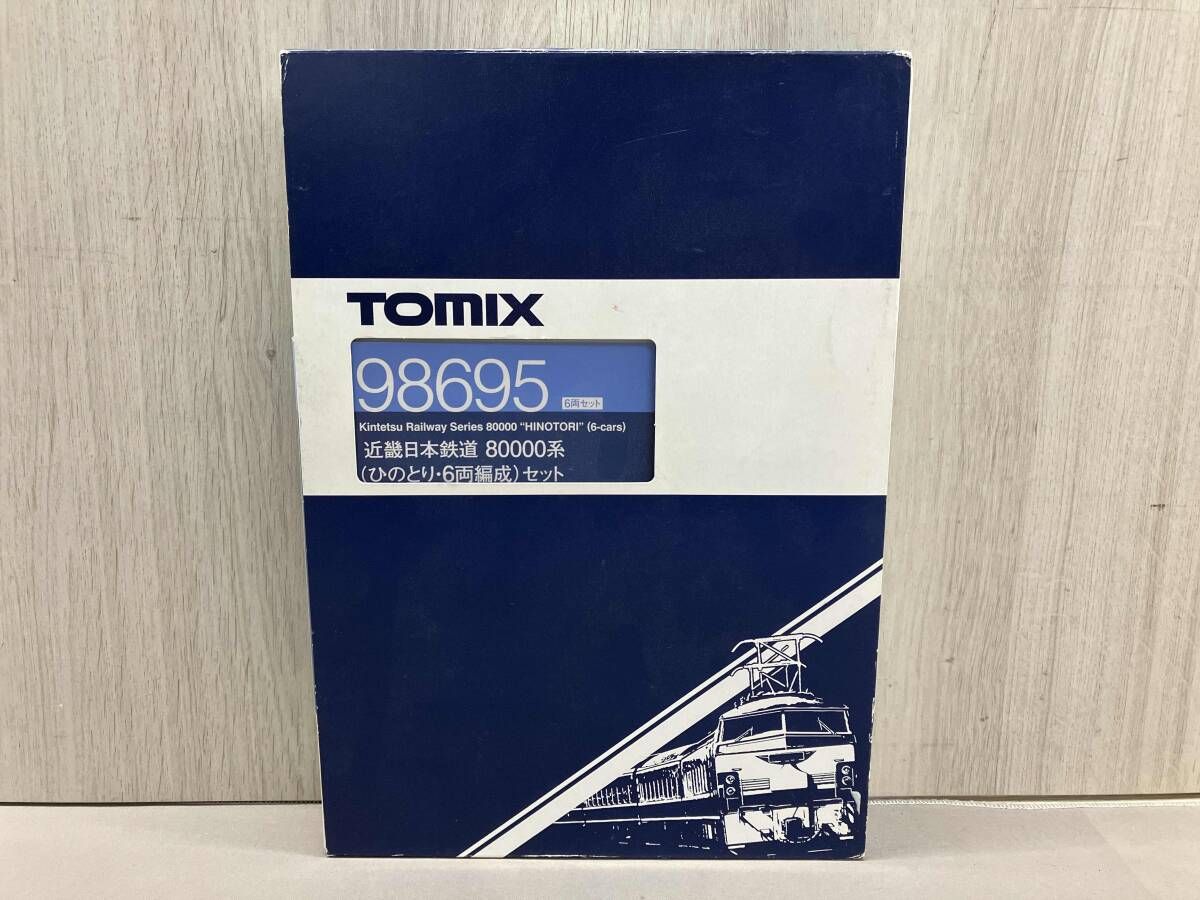 TOMIX
98695 6両セット
Kintetsu Railway Series 80000 “HINOTORI” (6-cars)
近畿日本鉄道 80000系
(ひのとり・6両編成)セット